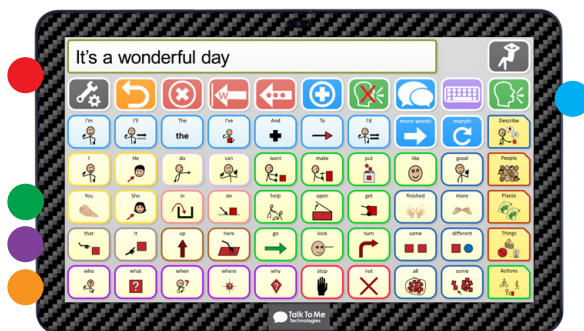 It's a wonderful day
W
I'm I'll The I've And To I'd more words morph Describe
the
I He do can want make put like good People
You She in on help open get finished more Places
that it up here go look turn same different Things
who what when where why stop not all some Actions
Talk To Me
Technologies